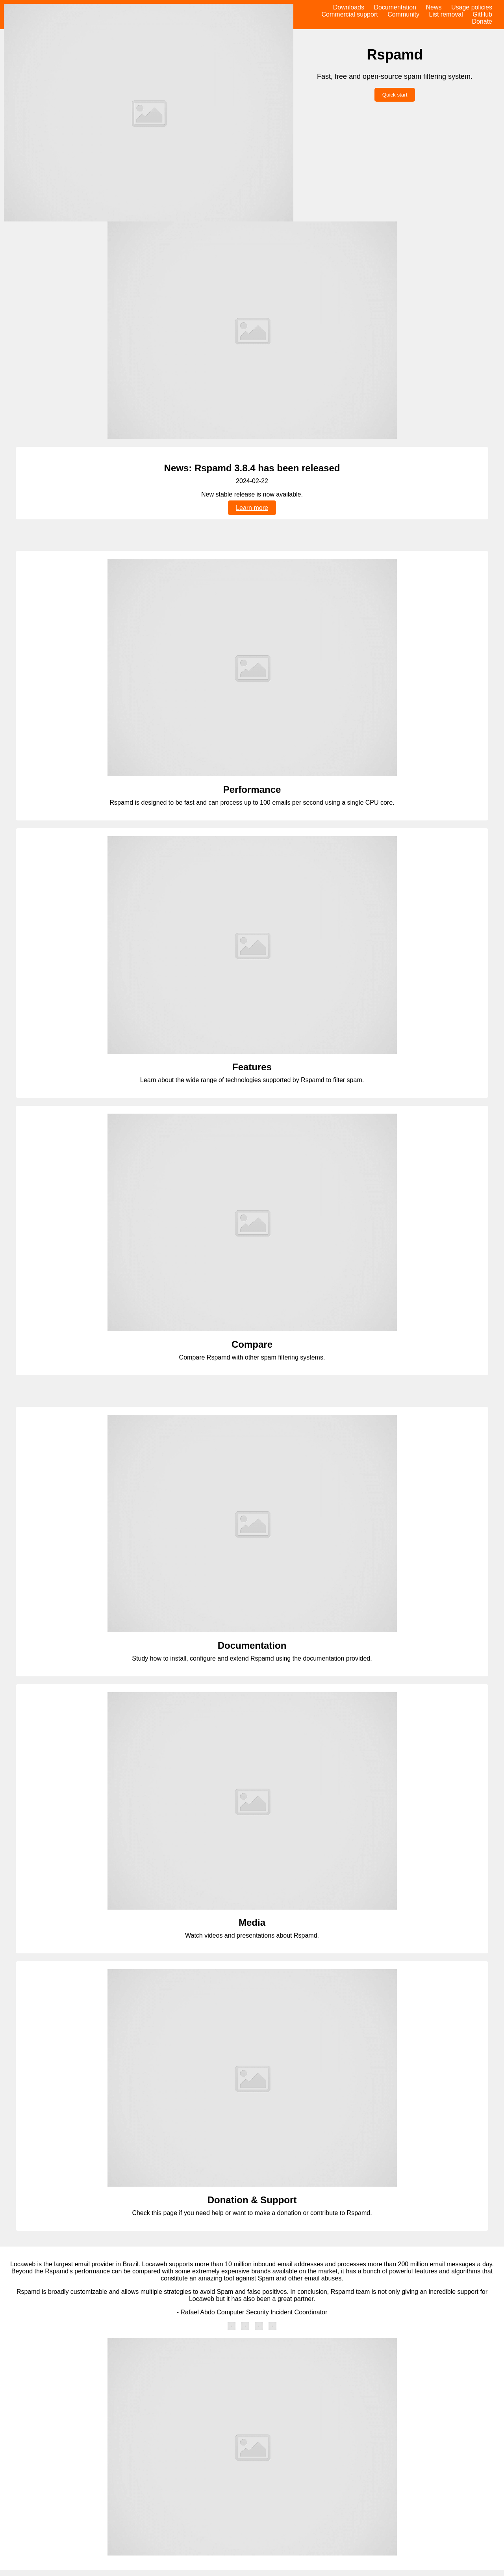 Downloads Documentation News Usage policies
Commercial support Community List removal GitHub
Donate
Rspamd
Fast, free and open-source spam filtering system.
Quick start
News: Rspamd 3.8.4 has been released
2024-02-22
New stable release is now available.
Learn more
Performance
Rspamd is designed to be fast and can process up to 100 emails per second using a single CPU core.
Features
Learn about the wide range of technologies supported by Rspamd to filter spam.
Compare
Compare Rspamd with other spam filtering systems.
Documentation
Study how to install, configure and extend Rspamd using the documentation provided.
Media
Watch videos and presentations about Rspamd.
Donation & Support
Check this page if you need help or want to make a donation or contribute to Rspamd.
Locaweb is the largest email provider in Brazil. Locaweb supports more than 10 million inbound email addresses and processes more than 200 million email messages a day.
Beyond the Rspamd's performance can be compared with some extremely expensive brands available on the market, it has a bunch of powerful features and algorithms that
constitute an amazing tool against Spam and other email abuses.
Rspamd is broadly customizable and allows multiple strategies to avoid Spam and false positives. In conclusion, Rspamd team is not only giving an incredible support for
Locaweb but it has also been a great partner.
- Rafael Abdo Computer Security Incident Coordinator